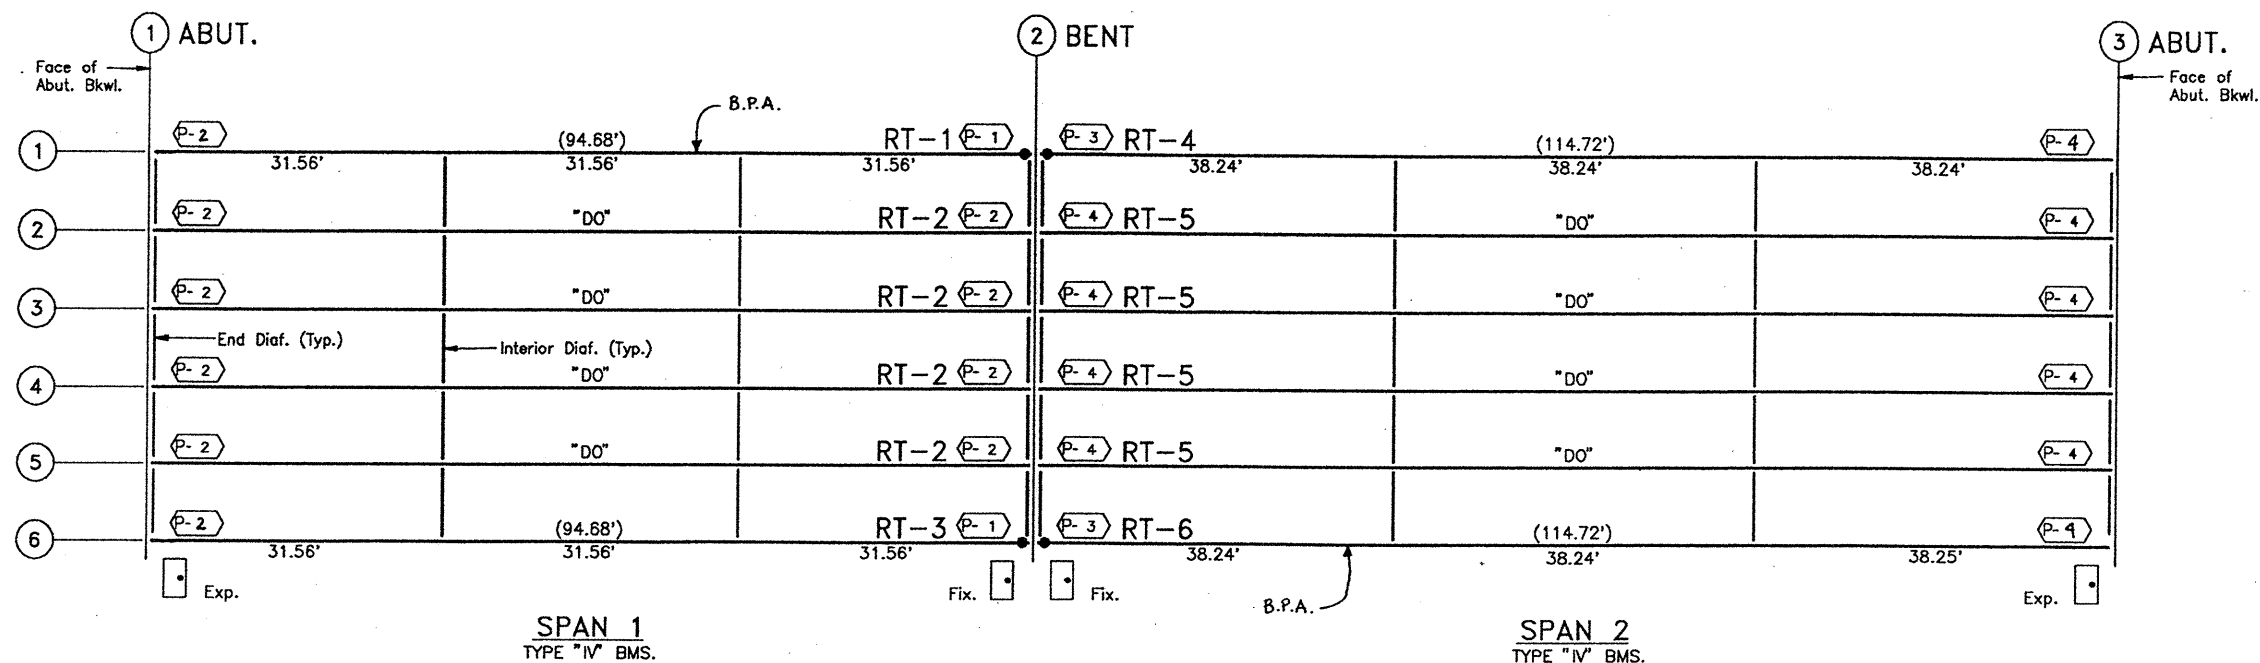 1 ABUT.
2 BENT
3 ABUT.
Face of
Abut. Bkwl.
Face of
Abut. Bkwl.
B.P.A.
1 P-2 (94.68') RT-1 P-1 P-3 RT-4 (114.72') P-4
31.56' 31.56' 31.56' 38.24' 38.24' 38.24'
2 P-2 "DO" RT-2 P-2 P-4 RT-5 "DO" P-4
3 P-2 "DO" RT-2 P-2 P-4 RT-5 "DO" P-4
End Diaf. (Typ.) Interior Diaf. (Typ.)
4 P-2 "DO" RT-2 P-2 P-4 RT-5 "DO" P-4
5 P-2 "DO" RT-2 P-2 P-4 RT-5 "DO" P-4
6 P-2 (94.68') RT-3 P-1 P-3 RT-6 (114.72') P-4
31.56' 31.56' 31.56' 38.24' 38.24' 38.25'
Exp. Fix. Fix. B.P.A. Exp.
SPAN 1
TYPE "IV" BMS.
SPAN 2
TYPE "IV" BMS.